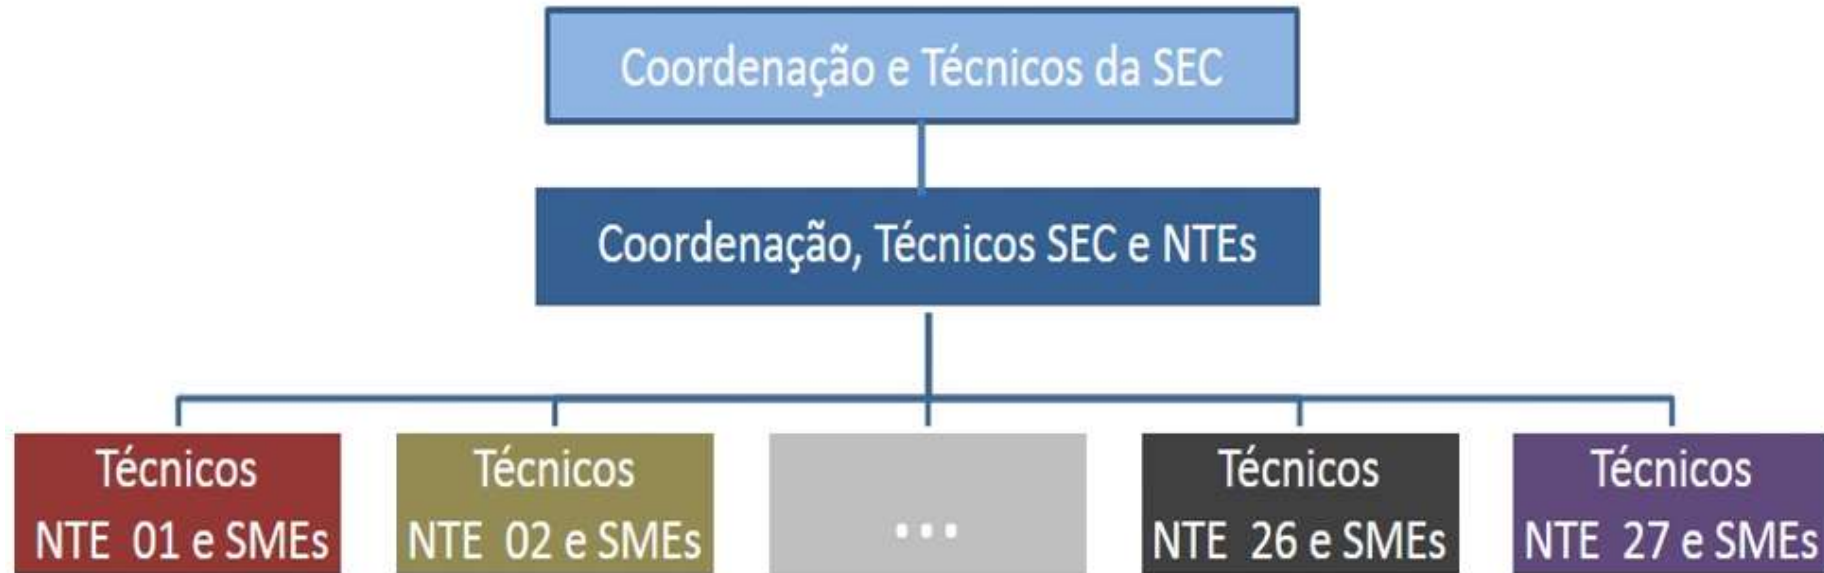 Coordenação e Técnicos da SEC
Coordenação, Técnicos SEC e NTEs
Técnicos
NTE 01 e SMEs
Técnicos
NTE 02 e SMEs
...
Técnicos
NTE 26 e SMEs
Técnicos
NTE 27 e SMEs